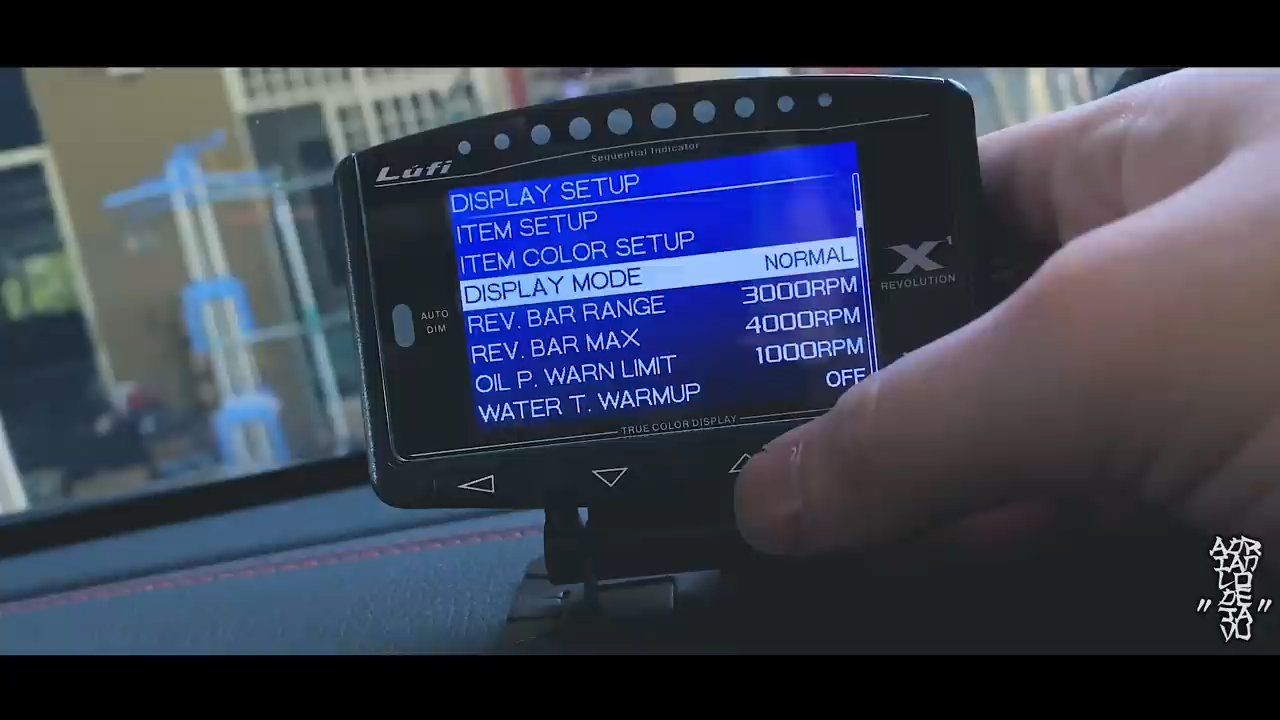 Lufi
Sequential Indicator
DISPLAY SETUP
ITEM SETUP
ITEM COLOR SETUP
DISPLAY MODE NORMAL
REV. BAR RANGE 3000RPM
REV. BAR MAX 4000RPM
OIL P. WARN LIMIT 1000RPM
WATER T. WARMUP OFF
AUTO
DIM
X1
REVOLUTION
TRUE COLOR DISPLAY